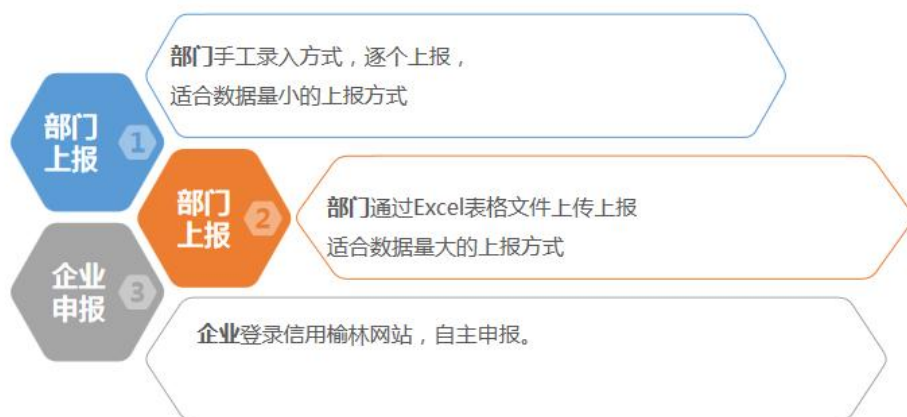 部门手工录入方式，逐个上报，
适合数据量小的上报方式
部门
上报
1
部门
上报
2
部门通过Excel表格文件上传上报
适合数据量大的上报方式
企业
申报
3
企业登录信用榆林网站，自主申报。